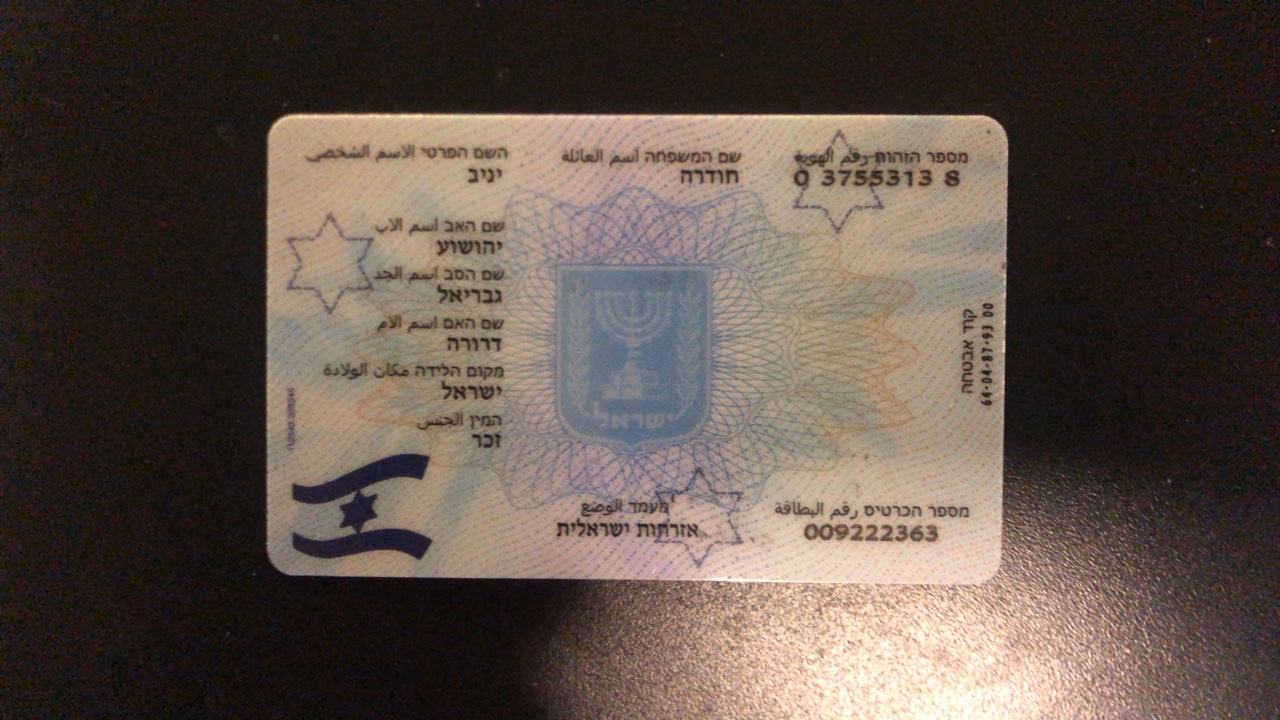 מספר הזהות رقم الهوية
0 3755313 8
שם המשפחה اسم العائلة
חודרה
השם הפרטי الاسم الشخصي
יניב
שם האב اسم الاب
יהושוע
שם הסב اسم الجد
גבריאל
שם האם اسم الام
דרורה
מקום הלידה مكان الولادة
ישראל
המין الجنس
זכר
ישראל
קוד אבטחה
64-04-87-93 00
מעמד الوضع
אזרחות ישראלית
מספר הכרטיס رقم البطاقة
009222363